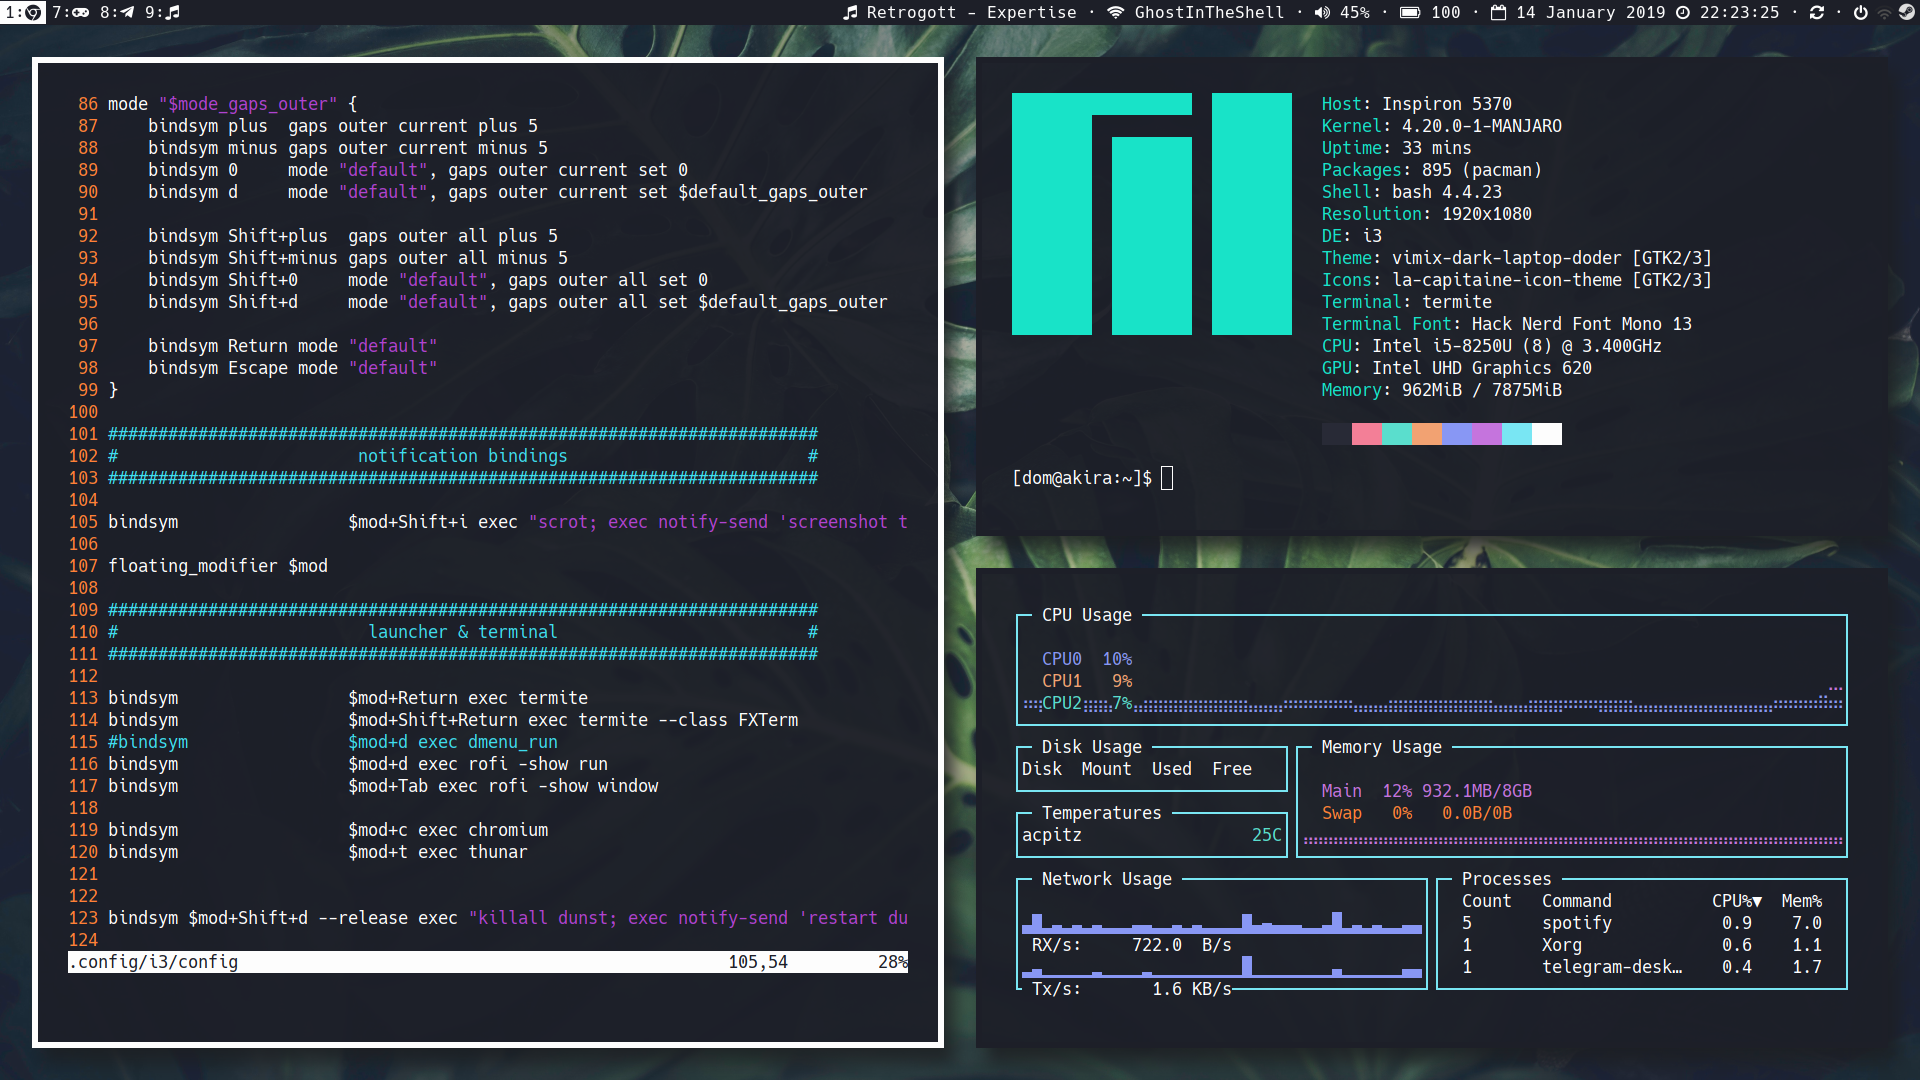 1: 7: 8: 9:
Retrogott - Expertise · GhostInTheShell · 45% · 100 · 14 January 2019 22:23:25 · ·
86 mode "$mode_gaps_outer" {
87     bindsym plus  gaps outer current plus 5
88     bindsym minus gaps outer current minus 5
89     bindsym 0     mode "default", gaps outer current set 0
90     bindsym d     mode "default", gaps outer current set $default_gaps_outer
91
92     bindsym Shift+plus  gaps outer all plus 5
93     bindsym Shift+minus gaps outer all minus 5
94     bindsym Shift+0     mode "default", gaps outer all set 0
95     bindsym Shift+d     mode "default", gaps outer all set $default_gaps_outer
96
97     bindsym Return mode "default"
98     bindsym Escape mode "default"
99 }
100
101 #######################################################################
102 #                        notification bindings                        #
103 #######################################################################
104
105 bindsym                 $mod+Shift+i exec "scrot; exec notify-send 'screenshot t
106
107 floating_modifier $mod
108
109 #######################################################################
110 #                         launcher & terminal                         #
111 #######################################################################
112
113 bindsym                 $mod+Return exec termite
114 bindsym                 $mod+Shift+Return exec termite --class FXTerm
115 #bindsym                $mod+d exec dmenu_run
116 bindsym                 $mod+d exec rofi -show run
117 bindsym                 $mod+Tab exec rofi -show window
118
119 bindsym                 $mod+c exec chromium
120 bindsym                 $mod+t exec thunar
121
122
123 bindsym $mod+Shift+d --release exec "killall dunst; exec notify-send 'restart du
124
.config/i3/config 105,54 28%
Host: Inspiron 5370
Kernel: 4.20.0-1-MANJARO
Uptime: 33 mins
Packages: 895 (pacman)
Shell: bash 4.4.23
Resolution: 1920x1080
DE: i3
Theme: vimix-dark-laptop-doder [GTK2/3]
Icons: la-capitaine-icon-theme [GTK2/3]
Terminal: termite
Terminal Font: Hack Nerd Font Mono 13
CPU: Intel i5-8250U (8) @ 3.400GHz
GPU: Intel UHD Graphics 620
Memory: 962MiB / 7875MiB
[dom@akira:~]$
CPU Usage
CPU0 10%
CPU1 9%
CPU2 7%
Disk Usage
Disk Mount Used Free
Temperatures
acpitz 25C
Memory Usage
Main 12% 932.1MB/8GB
Swap 0% 0.0B/0B
Network Usage
RX/s: 722.0 B/s
Tx/s: 1.6 KB/s
Processes
Count Command CPU%▼ Mem%
5 spotify 0.9 7.0
1 Xorg 0.6 1.1
1 telegram-desk… 0.4 1.7